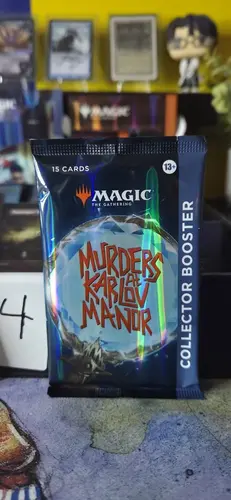 15 CARDS
13+
MAGIC
THE GATHERING
MURDERS
AT
KARLOV
MANOR
COLLECTOR BOOSTER
4